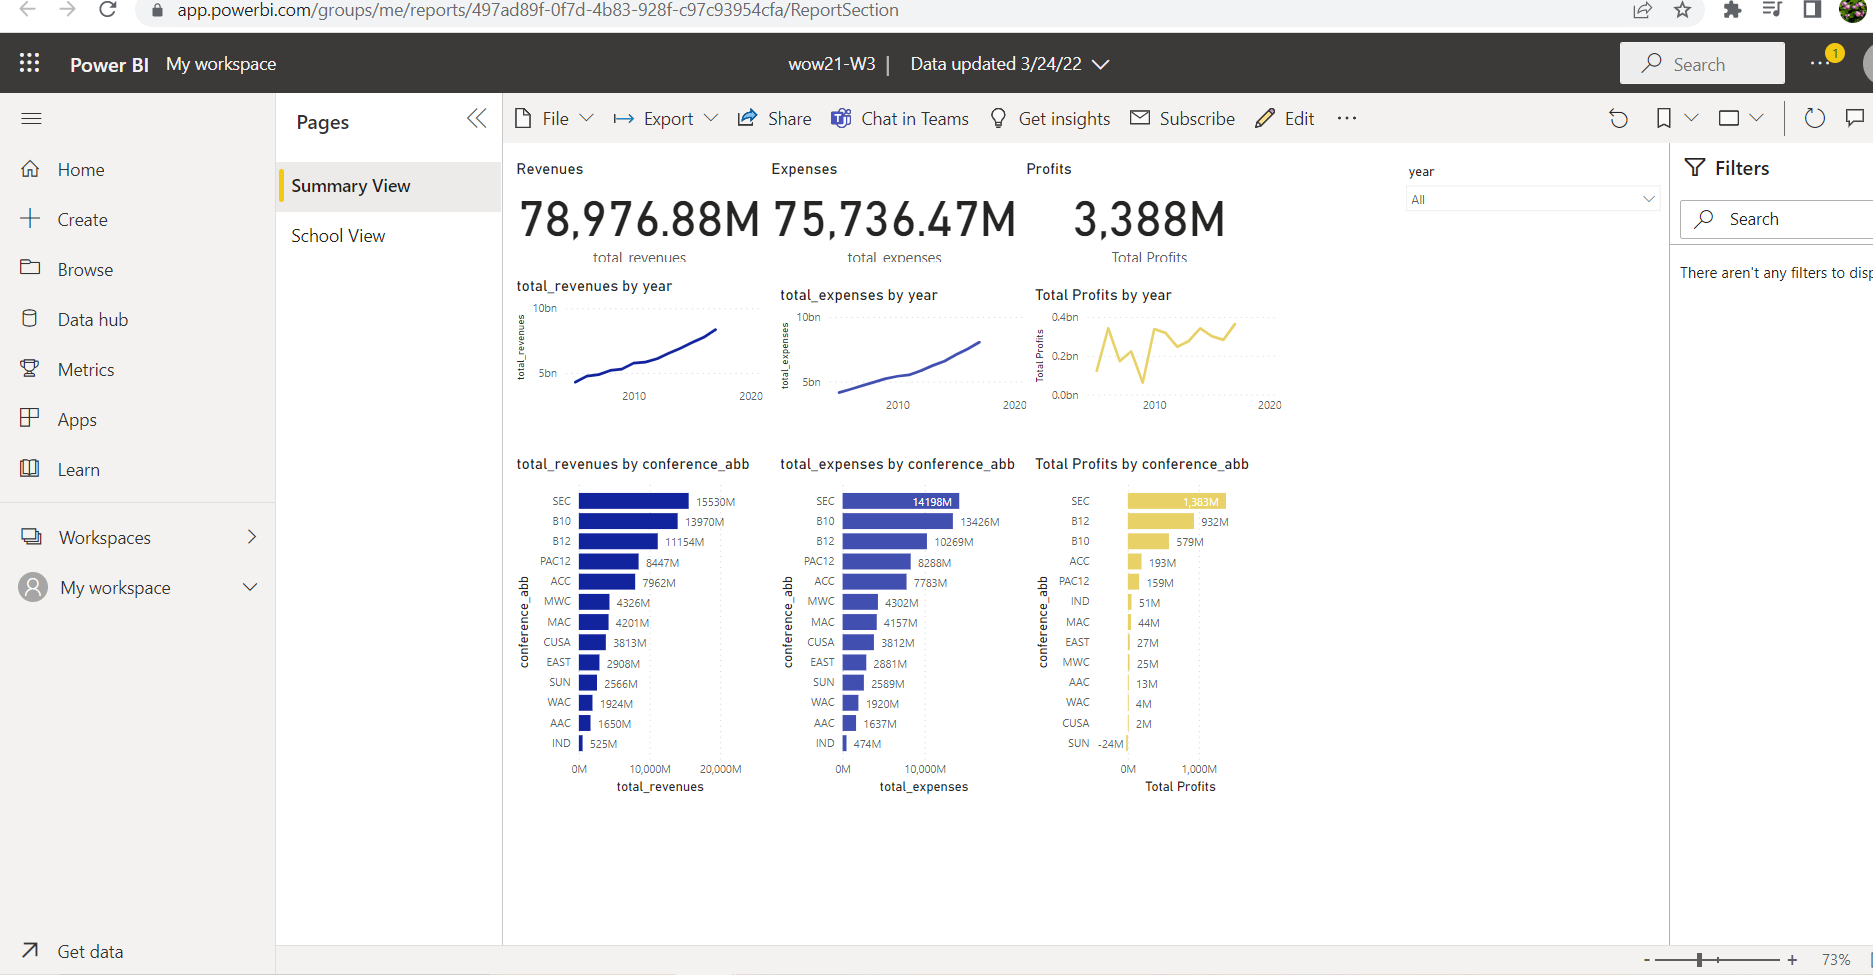 app.powerbi.com/groups/me/reports/497ad89f-0f7d-4b83-928f-c97c93954cfa/ReportSection
Power BI My workspace
wow21-W3 | Data updated 3/24/22
Search
1
Home
Create
Browse
Data hub
Metrics
Apps
Learn
Workspaces
My workspace
Get data
Pages
Summary View
School View
File Export Share Chat in Teams Get insights Subscribe Edit
Revenues
78,976.88M
total_revenues
Expenses
75,736.47M
total_expenses
Profits
3,388M
Total Profits
year
All
total_revenues by year
total_revenues
10bn
5bn
2010 2020
total_expenses by year
total_expenses
10bn
5bn
2010 2020
Total Profits by year
Total Profits
0.4bn
0.2bn
0.0bn
2010 2020
total_revenues by conference_abb
conference_abb
SEC 15530M
B10 13970M
B12 11154M
PAC12 8447M
ACC 7962M
MWC 4326M
MAC 4201M
CUSA 3813M
EAST 2908M
SUN 2566M
WAC 1924M
AAC 1650M
IND 525M
0M 10,000M 20,000M
total_revenues
total_expenses by conference_abb
conference_abb
SEC 14198M
B10 13426M
B12 10269M
PAC12 8288M
ACC 7783M
MWC 4302M
MAC 4157M
CUSA 3812M
EAST 2881M
SUN 2589M
WAC 1920M
AAC 1637M
IND 474M
0M 10,000M
total_expenses
Total Profits by conference_abb
conference_abb
SEC 1,383M
B12 932M
B10 579M
ACC 193M
PAC12 159M
IND 51M
MAC 44M
EAST 27M
MWC 25M
AAC 13M
WAC 4M
CUSA 2M
SUN -24M
0M 1,000M
Total Profits
Filters
Search
There aren't any filters to disp
- + 73%